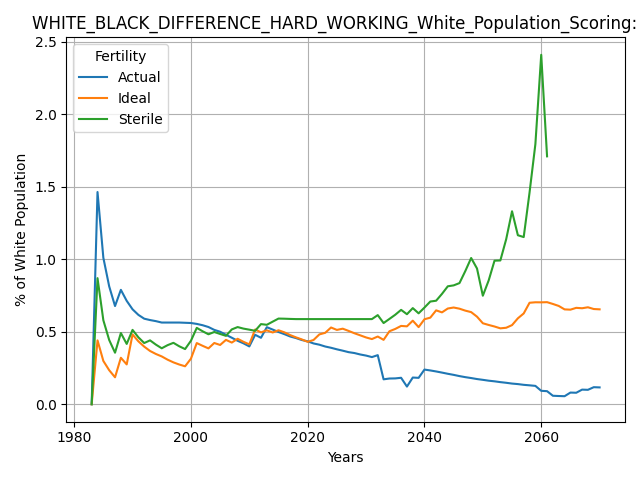 WHITE_BLACK_DIFFERENCE_HARD_WORKING_White_Population_Scoring:
Fertility
Actual
Ideal
Sterile
% of White Population
2.5
2.0
1.5
1.0
0.5
0.0
1980 2000 2020 2040 2060
Years